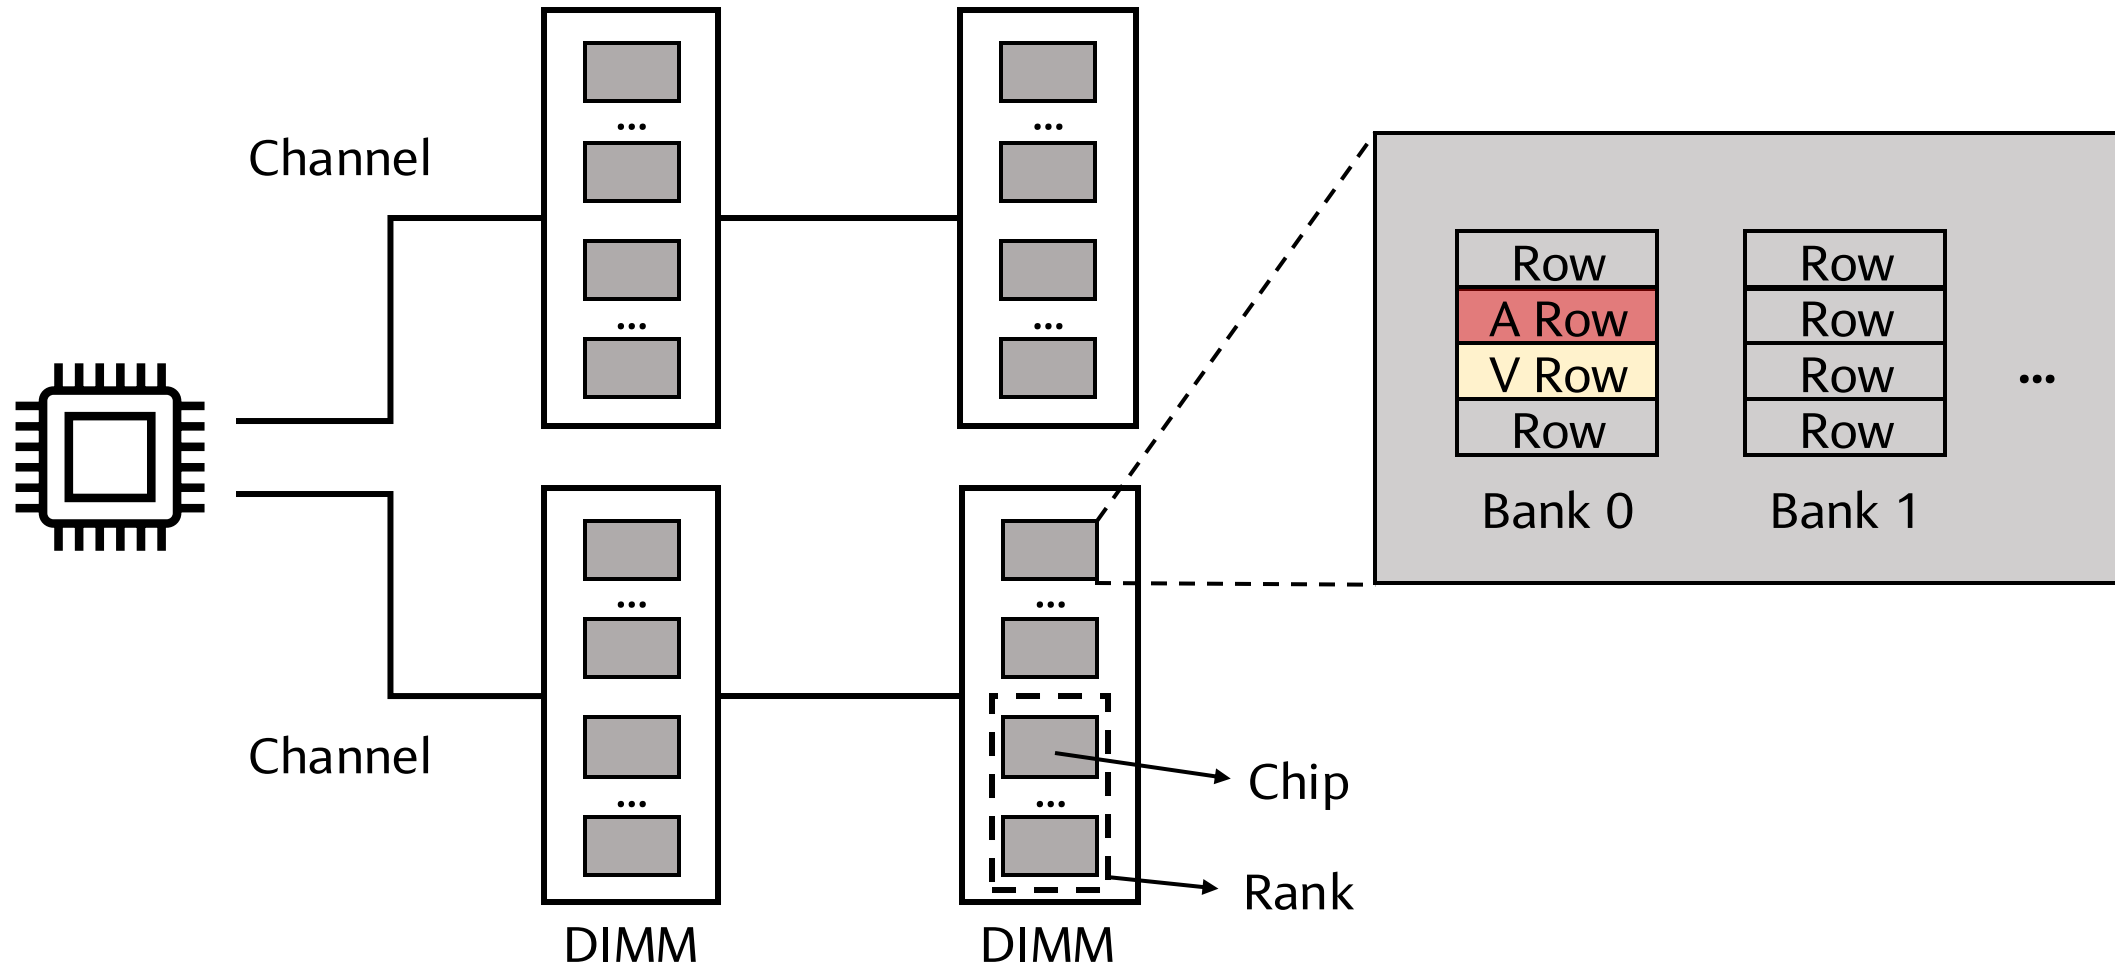 Channel
...
...
...
...
Row
A Row
V Row
Row
Bank 0
Row
Row
Row
Row
Bank 1
...
Channel
...
...
...
...
Chip
Rank
DIMM
DIMM